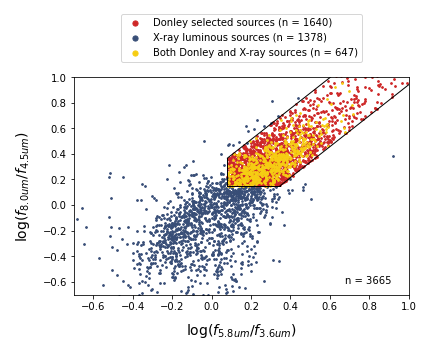 Donley selected sources (n = 1640)
X-ray luminous sources (n = 1378)
Both Donley and X-ray sources (n = 647)
1.0
0.8
0.6
0.4
0.2
0.0
−0.2
−0.4
−0.6
log(f8.0um/f4.5um)
n = 3665
−0.6 −0.4 −0.2 0.0 0.2 0.4 0.6 0.8 1.0
log(f5.8um/f3.6um)